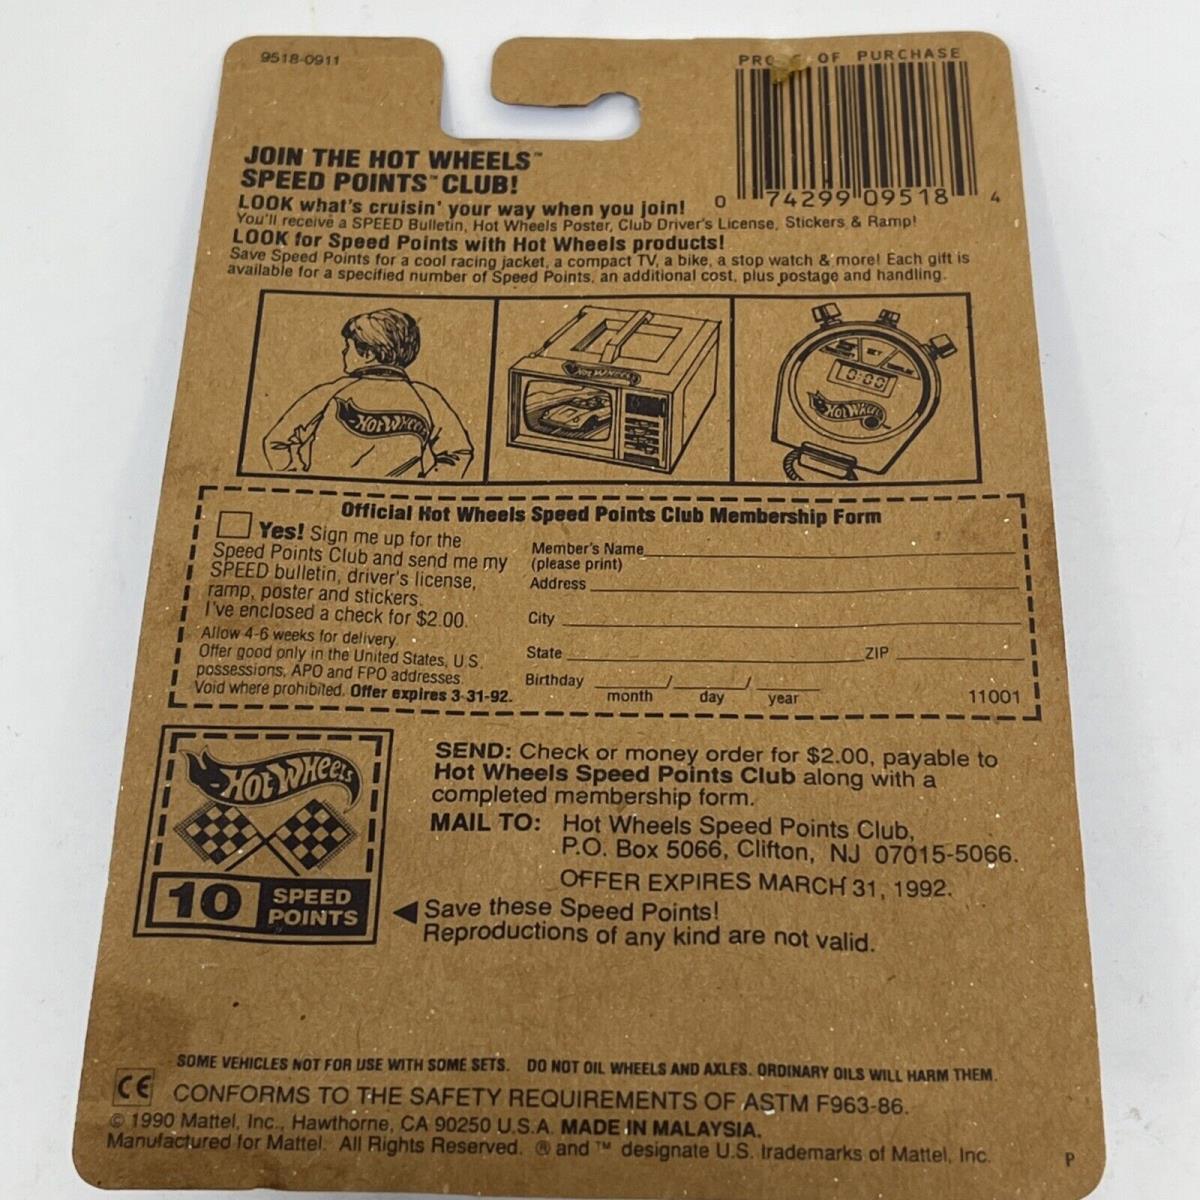 9518-0911
PROOF OF PURCHASE
0 74299 09518 4
JOIN THE HOT WHEELS™
SPEED POINTS™ CLUB!
LOOK what's cruisin' your way when you join!
You'll receive a SPEED Bulletin, Hot Wheels Poster, Club Driver's License, Stickers & Ramp!
LOOK for Speed Points with Hot Wheels products!
Save Speed Points for a cool racing jacket, a compact TV, a bike, a stop watch & more! Each gift is
available for a specified number of Speed Points, an additional cost, plus postage and handling.
HOT WHEELS
HOT WHEELS
SET
0:00
HOT WHEELS
Official Hot Wheels Speed Points Club Membership Form
Yes! Sign me up for the
Speed Points Club and send me my
SPEED bulletin, driver's license,
ramp, poster and stickers.
I've enclosed a check for $2.00.
Allow 4-6 weeks for delivery.
Offer good only in the United States, U.S.
possessions, APO and FPO addresses.
Void where prohibited. Offer expires 3-31-92.
Member's Name
(please print)
Address
City
State ZIP
Birthday / /
month day year
11001
HOT WHEELS
10 SPEED
POINTS
SEND: Check or money order for $2.00, payable to
Hot Wheels Speed Points Club along with a
completed membership form.
MAIL TO: Hot Wheels Speed Points Club,
P.O. Box 5066, Clifton, NJ 07015-5066.
OFFER EXPIRES MARCH 31, 1992.
◀ Save these Speed Points!
Reproductions of any kind are not valid.
SOME VEHICLES NOT FOR USE WITH SOME SETS. DO NOT OIL WHEELS AND AXLES. ORDINARY OILS WILL HARM THEM.
CE CONFORMS TO THE SAFETY REQUIREMENTS OF ASTM F963-86.
© 1990 Mattel, Inc., Hawthorne, CA 90250 U.S.A. MADE IN MALAYSIA.
Manufactured for Mattel. All Rights Reserved. ® and ™ designate U.S. trademarks of Mattel, Inc.
P